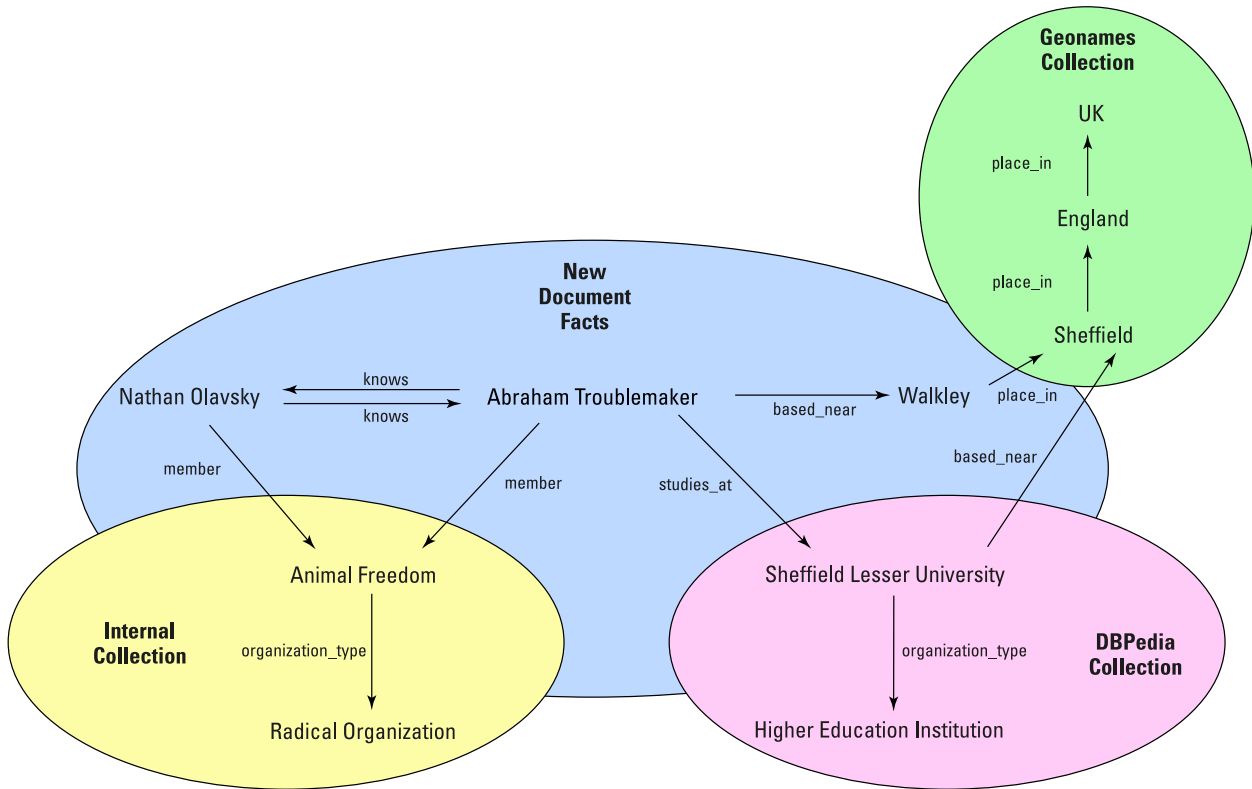 Geonames
Collection
UK
place_in
England
place_in
Sheffield
New
Document
Facts
Nathan Olavsky
knows
knows
Abraham Troublemaker
based_near
Walkley
place_in
member
member
studies_at
based_near
Animal Freedom
Sheffield Lesser University
Internal
Collection
organization_type
organization_type
DBPedia
Collection
Radical Organization
Higher Education Institution